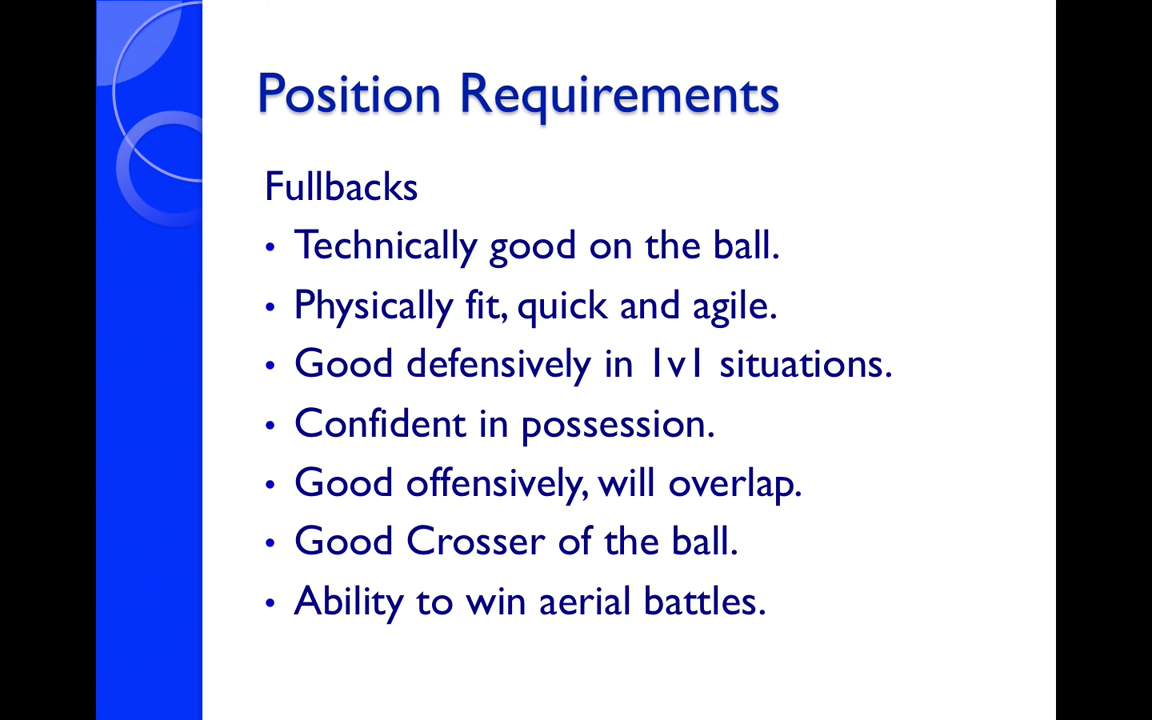 Position Requirements
Fullbacks
• Technically good on the ball.
• Physically fit, quick and agile.
• Good defensively in 1v1 situations.
• Confident in possession.
• Good offensively, will overlap.
• Good Crosser of the ball.
• Ability to win aerial battles.